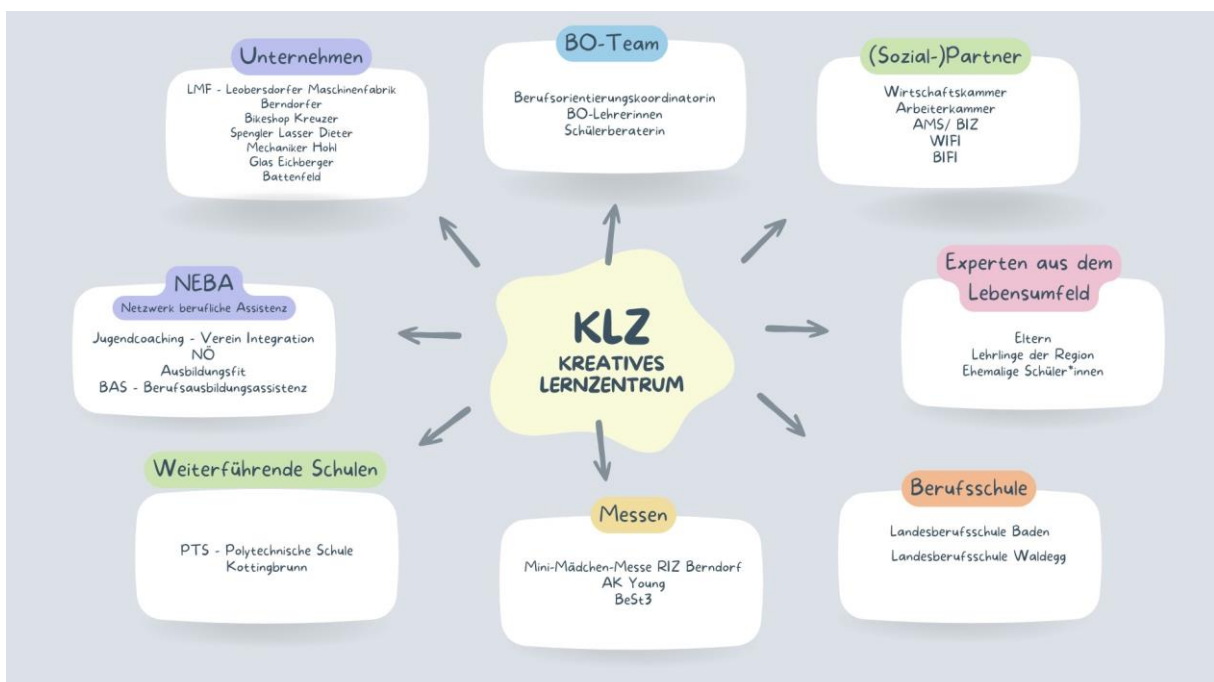 Unternehmen
LMF - Leobersdorfer Maschinenfabrik
Berndorfer
Bikeshop Kreuzer
Spengler Lasser Dieter
Mechaniker Hohl
Glas Eichberger
Battenfeld
BO-Team
Berufsorientierungskoordinatorin
BO-Lehrerinnen
Schülerberaterin
(Sozial-)Partner
Wirtschaftskammer
Arbeiterkammer
AMS/ BIZ
WIFI
BIFI
NEBA
Netzwerk berufliche Assistenz
Jugendcoaching - Verein Integration
NÖ
Ausbildungsfit
BAS - Berufsausbildungsassistenz
KLZ
KREATIVES
LERNZENTRUM
Experten aus dem
Lebensumfeld
Eltern
Lehrlinge der Region
Ehemalige Schüler*innen
Weiterführende Schulen
PTS - Polytechnische Schule
Kottingbrunn
Messen
Mini-Mädchen-Messe RIZ Berndorf
AK Young
BeSt3
Berufsschule
Landesberufsschule Baden
Landesberufsschule Waldegg